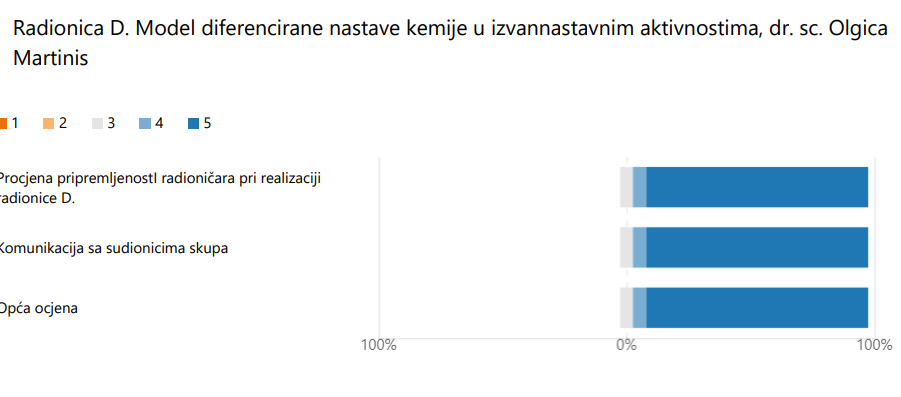 Radionica D. Model diferencirane nastave kemije u izvannastavnim aktivnostima, dr. sc. Olgica
Martinis
1 2 3 4 5
Procjena pripremljenostI radioničara pri realizaciji
radionice D.
Komunikacija sa sudionicima skupa
Opća ocjena
100% 0% 100%